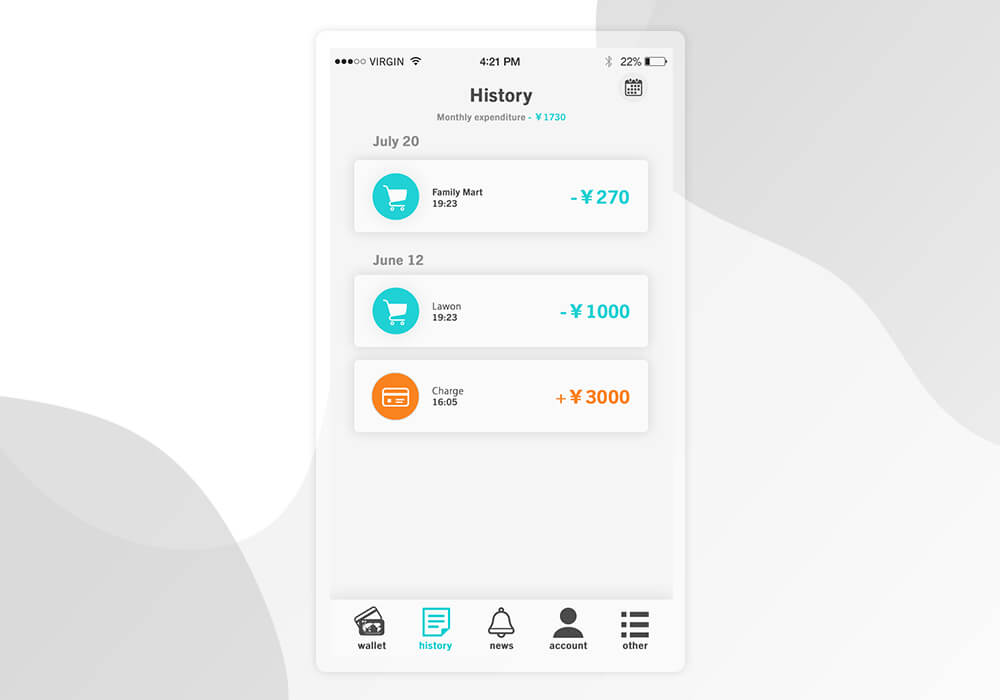 VIRGIN 4:21 PM 22%
History
Monthly expenditure - ¥1730
July 20
Family Mart
19:23
-¥270
June 12
Lawon
19:23
-¥1000
Charge
16:05
+¥3000
wallet history news account other